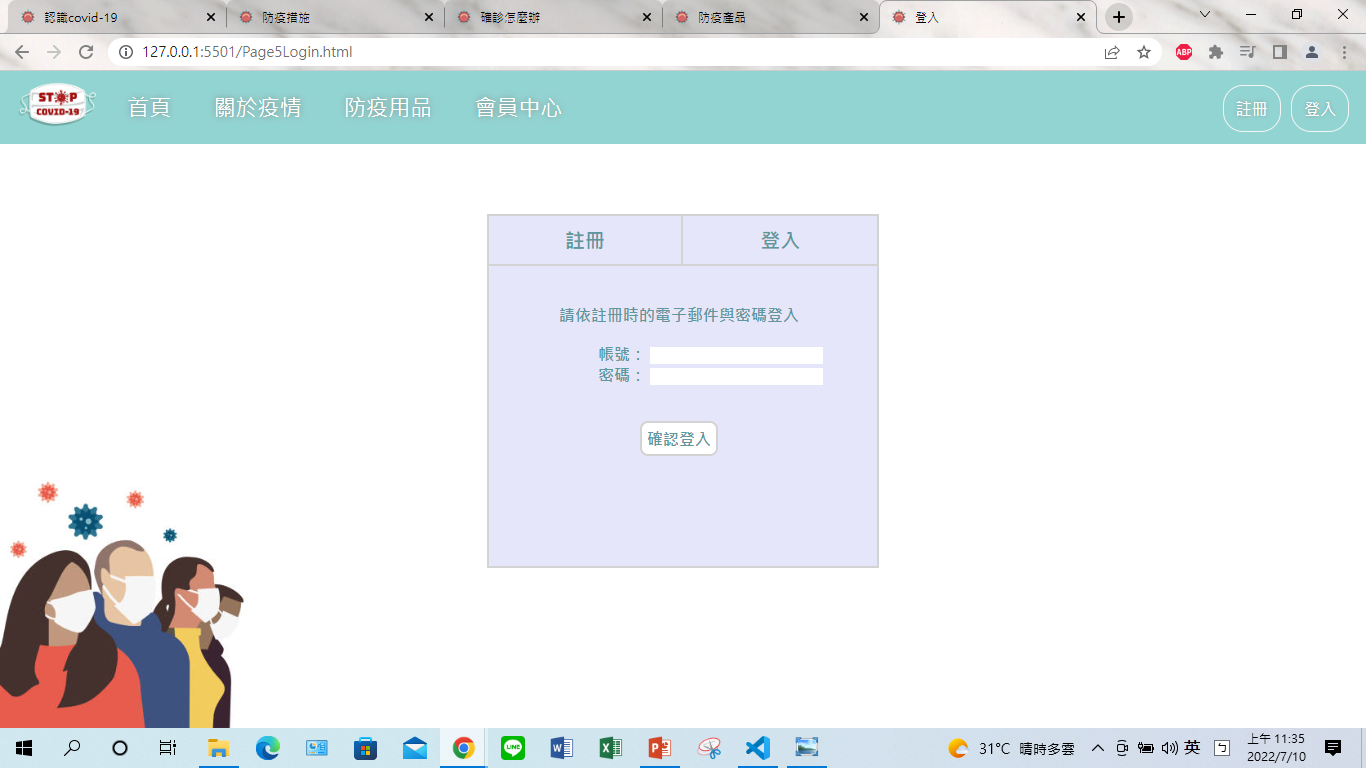 認識covid-19
防疫措施
確診怎麼辦
防疫產品
登入
127.0.0.1:5501/Page5Login.html
ABP
STOP
COVID-19
首頁
關於疫情
防疫用品
會員中心
註冊
登入
註冊
登入
請依註冊時的電子郵件與密碼登入
帳號：
密碼：
確認登入
LINE
31°C 晴時多雲
英
ㄅ
上午 11:35
2022/7/10